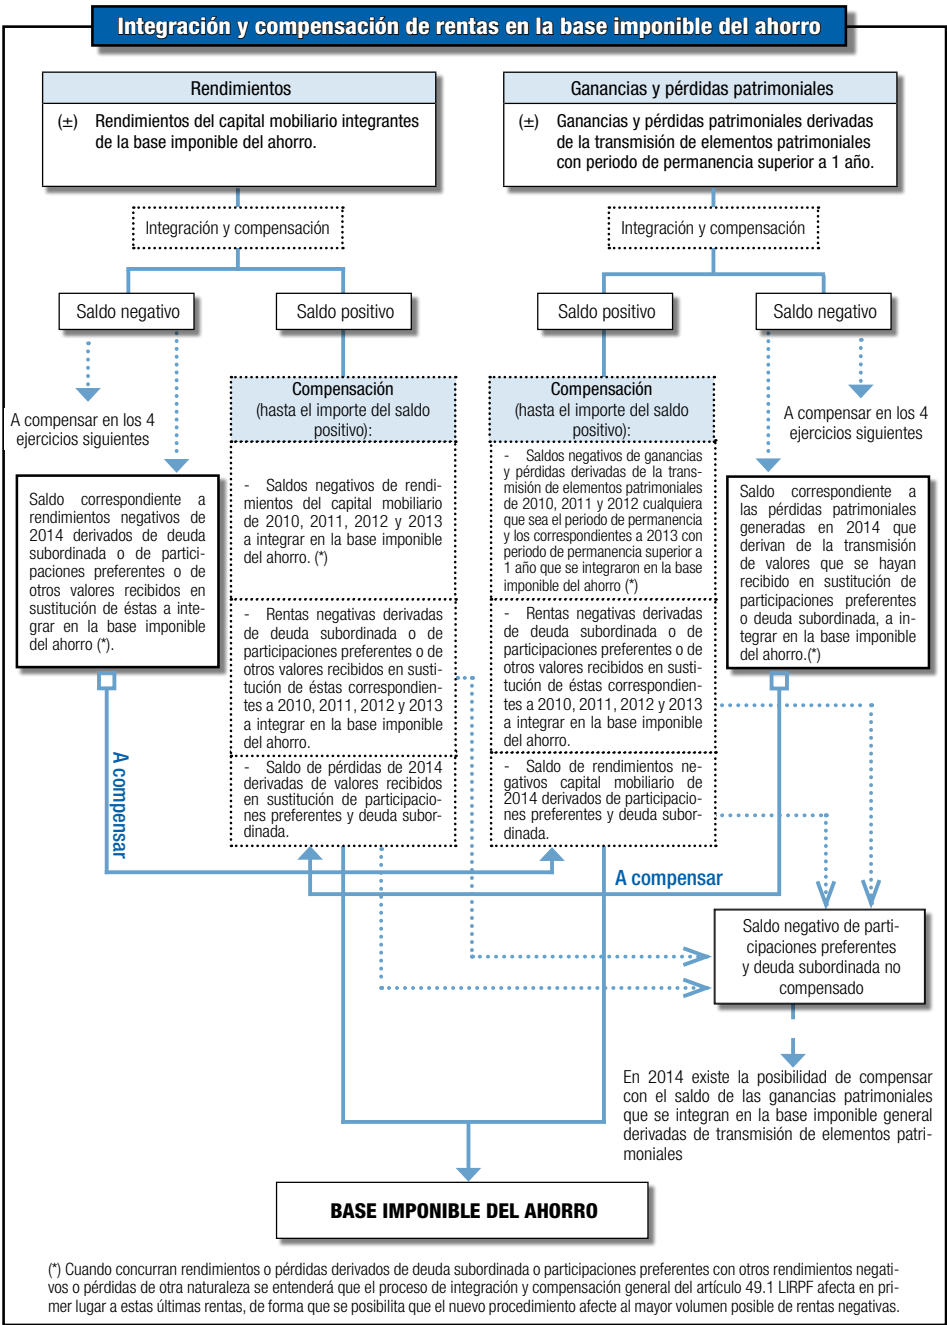 Integración y compensación de rentas en la base imponible del ahorro
Rendimientos
(±) Rendimientos del capital mobiliario integrantes
de la base imponible del ahorro.
Ganancias y pérdidas patrimoniales
(±) Ganancias y pérdidas patrimoniales derivadas
de la transmisión de elementos patrimoniales
con periodo de permanencia superior a 1 año.
Integración y compensación
Integración y compensación
Saldo negativo
Saldo positivo
Saldo positivo
Saldo negativo
A compensar en los 4
ejercicios siguientes
Saldo correspondiente a
rendimientos negativos de
2014 derivados de deuda
subordinada o de partici-
paciones preferentes o de
otros valores recibidos en
sustitución de éstas a inte-
grar en la base imponible
del ahorro (*).
Compensación
(hasta el importe del saldo
positivo):
- Saldos negativos de rendi-
mientos del capital mobiliario
de 2010, 2011, 2012 y 2013
a integrar en la base imponible
del ahorro. (*)
- Rentas negativas derivadas
de deuda subordinada o de
participaciones preferentes o de
otros valores recibidos en susti-
tución de éstas correspondien-
tes a 2010, 2011, 2012 y 2013
a integrar en la base imponible
del ahorro.
- Saldo de pérdidas de 2014
derivadas de valores recibidos
en sustitución de participacio-
nes preferentes y deuda subor-
dinada.
Compensación
(hasta el importe del saldo
positivo):
- Saldos negativos de ganancias
y pérdidas derivadas de la trans-
misión de elementos patrimoniales
de 2010, 2011 y 2012 cualquiera
que sea el periodo de permanencia
y los correspondientes a 2013 con
periodo de permanencia superior a
1 año que se integraron en la base
imponible del ahorro (*)
- Rentas negativas derivadas
de deuda subordinada o de
participaciones preferentes o de
otros valores recibidos en susti-
tución de éstas correspondien-
tes a 2010, 2011, 2012 y 2013
a integrar en la base imponible
del ahorro.
- Saldo de rendimientos ne-
gativos capital mobiliario de
2014 derivados de participacio-
nes preferentes y deuda subor-
dinada.
A compensar en los 4
ejercicios siguientes
Saldo correspondiente a
las pérdidas patrimoniales
generadas en 2014 que
derivan de la transmisión
de valores que se hayan
recibido en sustitución de
participaciones preferentes
o deuda subordinada, a in-
tegrar en la base imponible
del ahorro.(*)
A compensar
A compensar
Saldo negativo de parti-
cipaciones preferentes
y deuda subordinada no
compensado
En 2014 existe la posibilidad de compensar
con el saldo de las ganancias patrimoniales
que se integran en la base imponible general
derivadas de transmisión de elementos patri-
moniales
BASE IMPONIBLE DEL AHORRO
(*) Cuando concurran rendimientos o pérdidas derivados de deuda subordinada o participaciones preferentes con otros rendimientos negati-
vos o pérdidas de otra naturaleza se entenderá que el proceso de integración y compensación general del artículo 49.1 LIRPF afecta en pri-
mer lugar a estas últimas rentas, de forma que se posibilita que el nuevo procedimiento afecte al mayor volumen posible de rentas negativas.